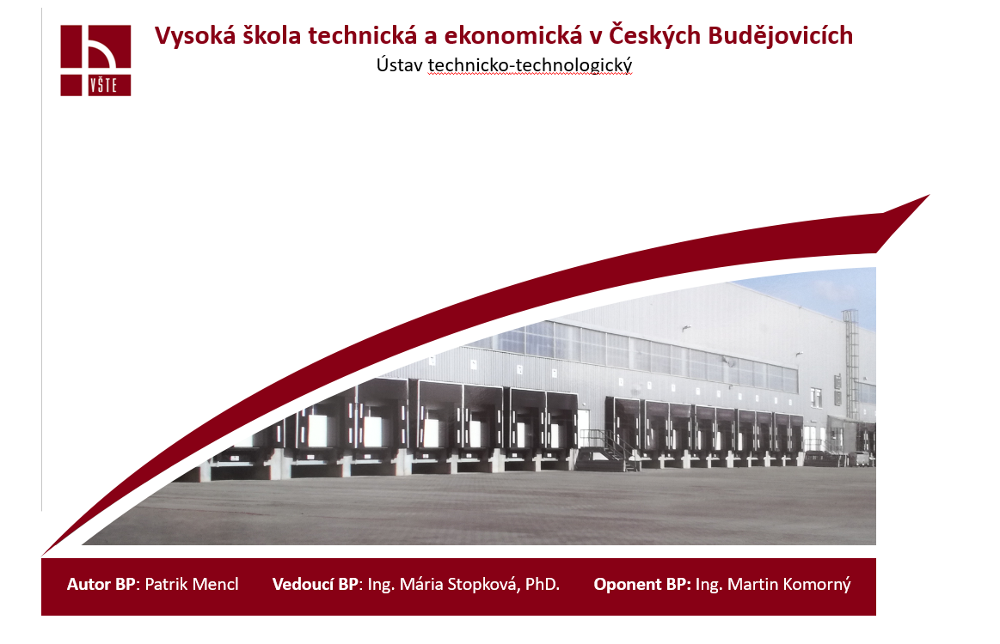 Vysoká škola technická a ekonomická v Českých Budějovicích
Ústav technicko-technologický
VŠTE
Autor BP: Patrik Mencl Vedoucí BP: Ing. Mária Stopková, PhD. Oponent BP: Ing. Martin Komorný